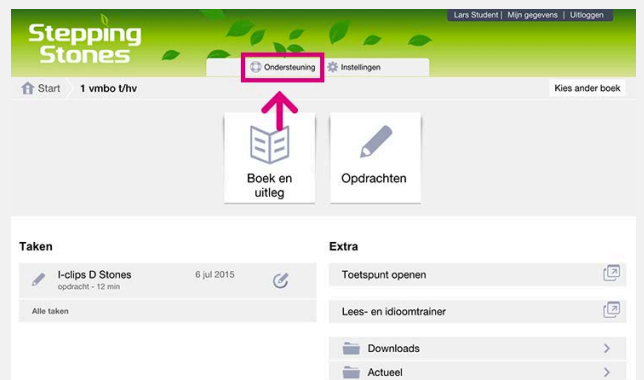 Lars Student | Mijn gegevens | Uitloggen
Stepping
Stones
Ondersteuning
Instellingen
Start
1 vmbo t/hv
Kies ander boek
Boek en
uitleg
Opdrachten
Taken
I-clips D Stones
6 jul 2015
opdracht - 12 min
Alle taken
Extra
Toetspunt openen
Lees- en idioomtrainer
Downloads
Actueel